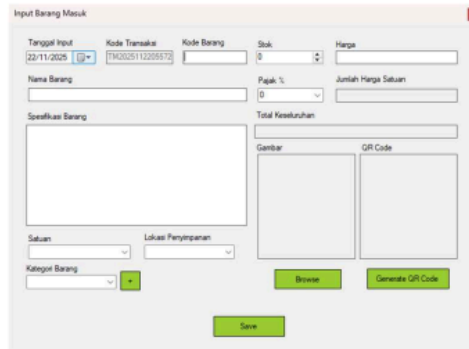 Input Barang Masuk
Tanggal Input Kode Transaksi Kode Barang Stok Harga
22/11/2025 TM2025112205572 0
Nama Barang Pajak % Jumlah Harga Satuan
0
Spesifikasi Barang Total Keseluruhan
Gambar QR Code
Satuan Lokasi Penyimpanan
Kategori Barang
+ Browse Generate QR Code
Save